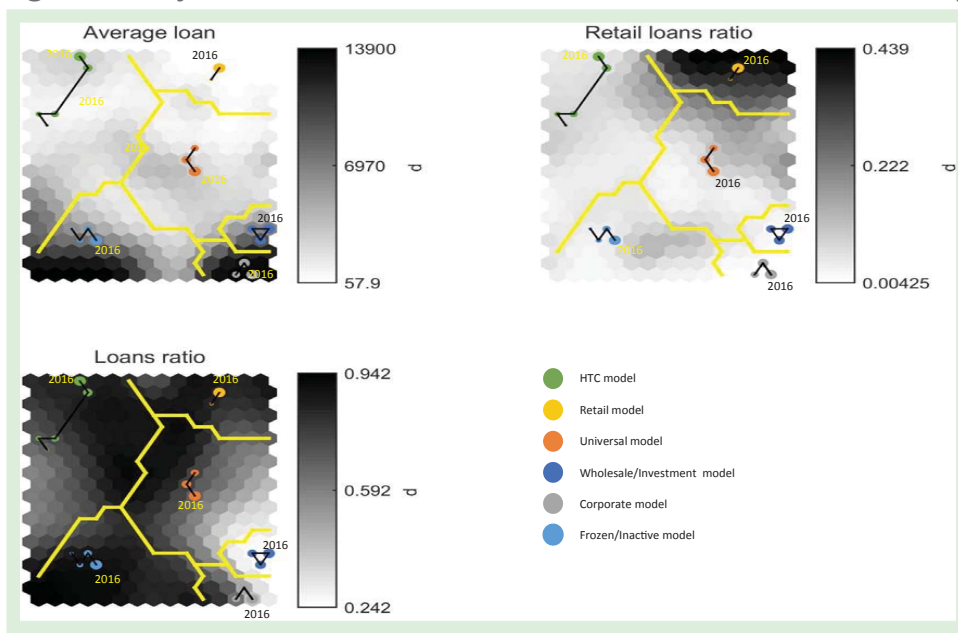 Average loan
2016
2016
2016
2016
2016
2016
2016
13900
6970
57.9
d
Retail loans ratio
2016
2016
2016
2016
2016
2016
0.439
0.222
0.00425
d
Loans ratio
2016
2016
2016
2016
2016
2016
0.942
0.592
0.242
d
HTC model
Retail model
Universal model
Wholesale/Investment model
Corporate model
Frozen/Inactive model